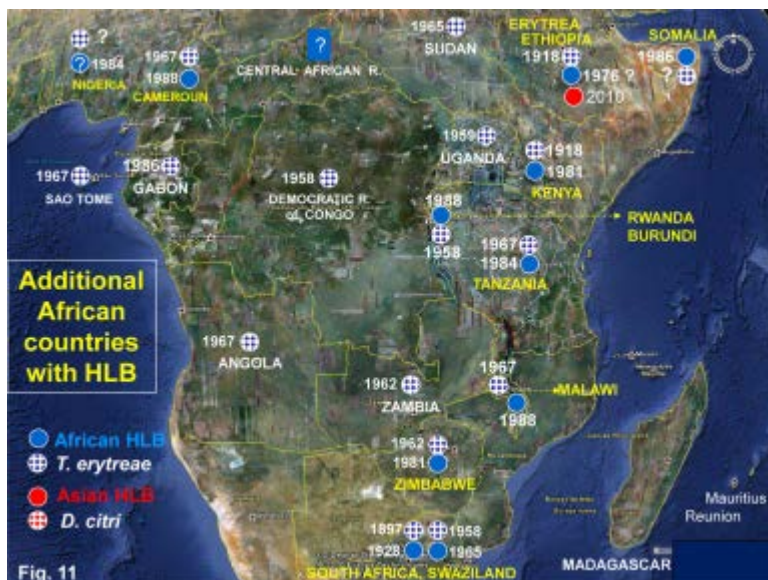 1965
SUDAN
ERYTREA
ETHIOPIA
SOMALIA
?
? 1984
NIGERIA
1967
1988
CAMEROUN
?
CENTRAL AFRICAN R.
1918
1976 ?
2010
1986
?
1959
UGANDA
1918
1981
KENYA
1967
SAO TOME
1986
GABON
1958
DEMOCRATIC R.
of CONGO
1988
1958
RWANDA
BURUNDI
1967
1984
TANZANIA
Additional
African
countries
with HLB
1967
ANGOLA
1962
ZAMBIA
1967
MALAWI
1988
African HLB
T. erytreae
Asian HLB
D. citri
1962
1981
ZIMBABWE
Mauritius
Reunion
1897
1958
1928
1965
SOUTH AFRICA, SWAZILAND
MADAGASCAR
Fig. 11